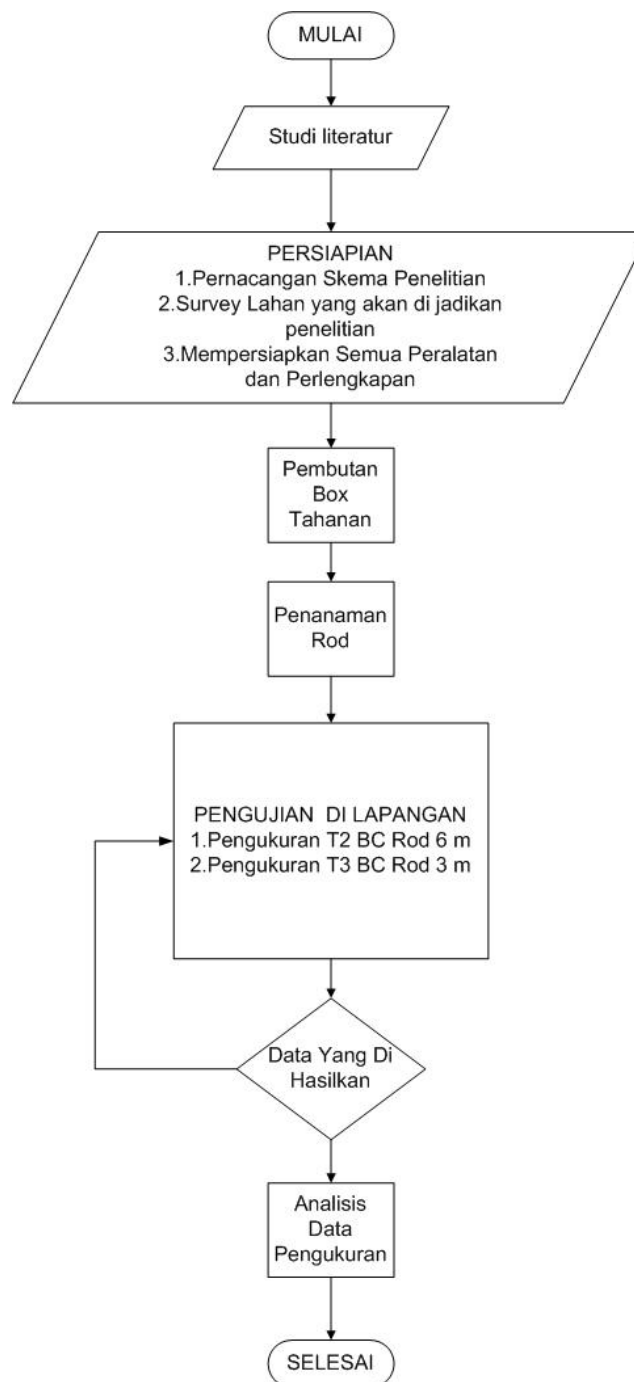 MULAI
Studi literatur
PERSIAPIAN
1.Pernacangan Skema Penelitian
2.Survey Lahan yang akan di jadikan
penelitian
3.Mempersiapkan Semua Peralatan
dan Perlengkapan
Pembutan
Box
Tahanan
Penanaman
Rod
PENGUJIAN DI LAPANGAN
1.Pengukuran T2 BC Rod 6 m
2.Pengukuran T3 BC Rod 3 m
Data Yang Di
Hasilkan
Analisis
Data
Pengukuran
SELESAI